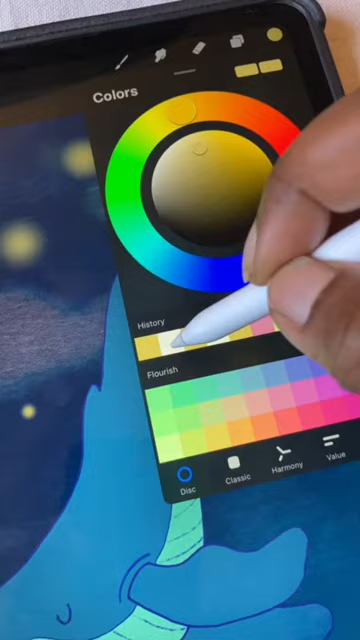 Colors
History
Flourish
Disc
Classic
Harmony
Value